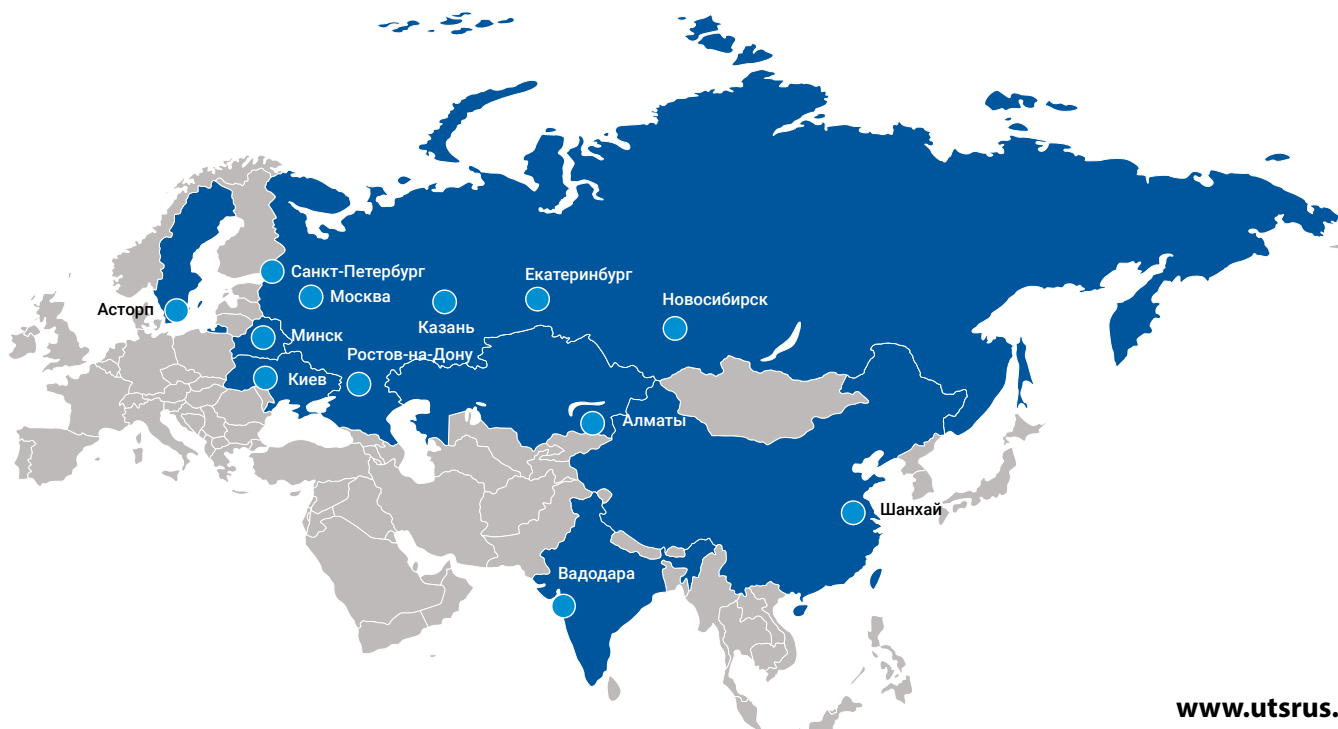 Санкт-Петербург
Екатеринбург
Москва
Новосибирск
Асторп
Казань
Минск
Ростов-на-Дону
Киев
Алматы
Шанхай
Вадодара
www.utsrus.